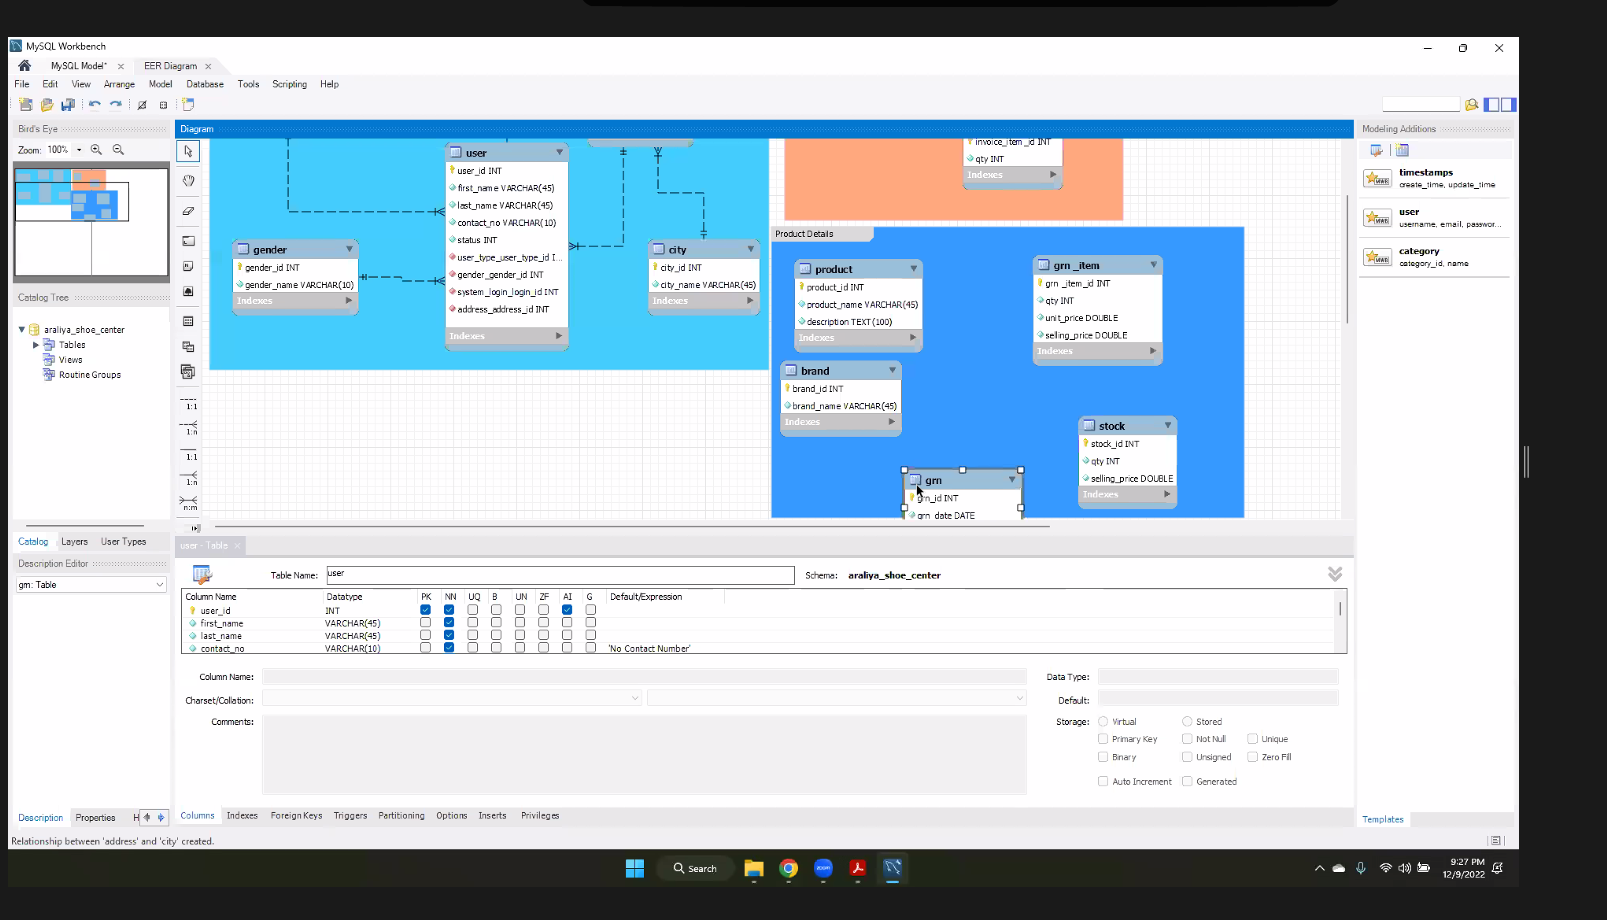 MySQL Workbench
MySQL Model* ×
EER Diagram ×
File Edit View Arrange Model Database Tools Scripting Help
Bird's Eye
Zoom: 100%
Catalog Tree
araliya_shoe_center
Tables
Views
Routine Groups
Catalog Layers User Types
Description Editor
Description Properties H
Diagram
1:1
1:n
1:1
1:n
n:m
user
user_id INT
first_name VARCHAR(45)
last_name VARCHAR(45)
contact_no VARCHAR(10)
status INT
user_type_user_type_id I...
gender_gender_id INT
system_login_login_id INT
address_address_id INT
Indexes
gender
gender_id INT
gender_name VARCHAR(10)
Indexes
city
city_id INT
city_name VARCHAR(45)
Indexes
invoice_item_id INT
qty INT
Indexes
Product Details
product
product_id INT
product_name VARCHAR(45)
description TEXT(100)
Indexes
grn _item
grn _item_id INT
qty INT
unit_price DOUBLE
selling_price DOUBLE
Indexes
brand
brand_id INT
brand_name VARCHAR(45)
Indexes
stock
stock_id INT
qty INT
selling_price DOUBLE
Indexes
grn
grn_id INT
grn_date DATE
grn: Table
user - Table ×
Table Name: user
Schema: araliya_shoe_center
Column Name Datatype PK NN UQ B UN ZF AI G Default/Expression
user_id INT
first_name VARCHAR(45)
last_name VARCHAR(45)
contact_no VARCHAR(10) 'No Contact Number'
Column Name:
Data Type:
Charset/Collation:
Default:
Comments:
Storage: Virtual Stored
Primary Key Not Null Unique
Binary Unsigned Zero Fill
Auto Increment Generated
Columns Indexes Foreign Keys Triggers Partitioning Options Inserts Privileges
Modeling Additions
timestamps
create_time, update_time
user
username, email, passwor...
category
category_id, name
Templates
Relationship between 'address' and 'city' created.
Search
zoom
9:27 PM
12/9/2022